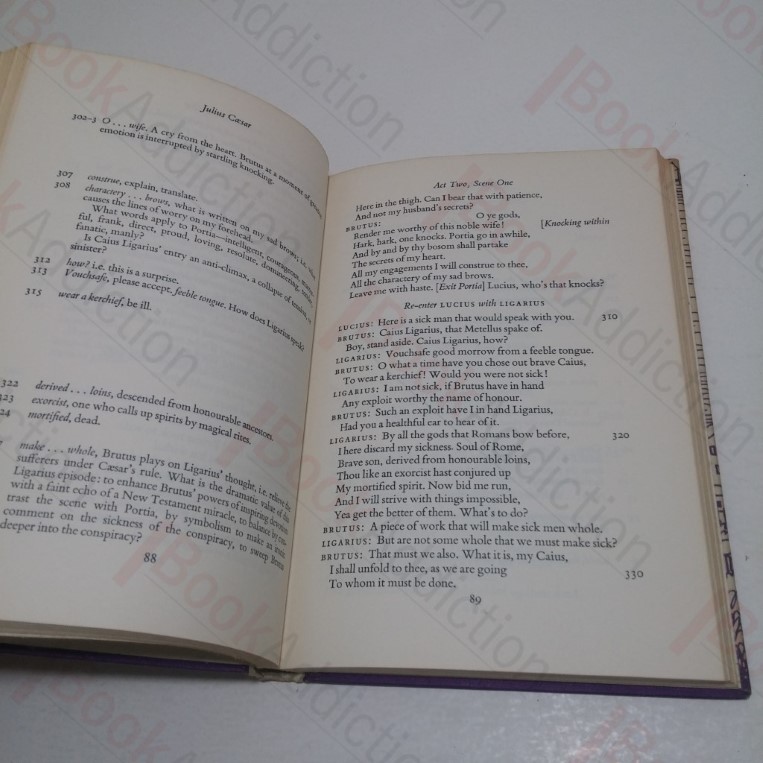 Julius Cæsar
302-3 O . . . wife. A cry from the heart. Brutus at a moment of
emotion is interrupted by startling knocking.
307 construe, explain, translate.
308 charactery . . . brows, what is written on my sad brows; i.e. what
causes the lines of worry on my forehead.
What words apply to Portia—intelligent,
ful, frank, direct, proud, loving, resolute, domineering,
fanatic, manly?
Is Caius Ligarius' entry an anti-climax, a collapse of tension, or
sinister?
312 how? i.e. this is a surprise.
313 Vouchsafe, please accept. feeble tongue. How does Ligarius speak?
315 wear a kerchief, be ill.
322 derived . . . loins, descended from honourable ancestors.
323 exorcist, one who calls up spirits by magical rites.
24 mortified, dead.
make . . . whole, Brutus plays on Ligarius' thought, i.e. relieve the
sufferers under Cæsar's rule. What is the dramatic value of this
Ligarius episode: to enhance Brutus' powers of inspiring devotion
with a faint echo of a New Testament miracle, to balance by
trast the scene with Portia, by symbolism to make an
comment on the sickness of the conspiracy, to sweep Brutus
deeper into the conspiracy?
88
Act Two, Scene One
Here in the thigh. Can I bear that with patience,
And not my husband's secrets?
BRUTUS: O ye gods,
Render me worthy of this noble wife! [Knocking within
Hark, hark, one knocks. Portia go in awhile,
And by and by thy bosom shall partake
The secrets of my heart.
All my engagements I will construe to thee,
All the charactery of my sad brows.
Leave me with haste. [Exit Portia] Lucius, who's that knocks?
Re-enter LUCIUS with LIGARIUS
LUCIUS: Here is a sick man that would speak with you. 310
BRUTUS: Caius Ligarius, that Metellus spake of.
Boy, stand aside. Caius Ligarius, how?
LIGARIUS: Vouchsafe good morrow from a feeble tongue.
BRUTUS: O what a time have you chose out brave Caius,
To wear a kerchief! Would you were not sick!
LIGARIUS: I am not sick, if Brutus have in hand
Any exploit worthy the name of honour.
BRUTUS: Such an exploit have I in hand Ligarius,
Had you a healthful ear to hear of it.
LIGARIUS: By all the gods that Romans bow before, 320
I here discard my sickness. Soul of Rome,
Brave son, derived from honourable loins,
Thou like an exorcist hast conjured up
My mortified spirit. Now bid me run,
And I will strive with things impossible,
Yea get the better of them. What's to do?
BRUTUS: A piece of work that will make sick men whole.
LIGARIUS: But are not some whole that we must make sick?
BRUTUS: That must we also. What it is, my Caius,
I shall unfold to thee, as we are going 330
To whom it must be done.
89
BookAddiction